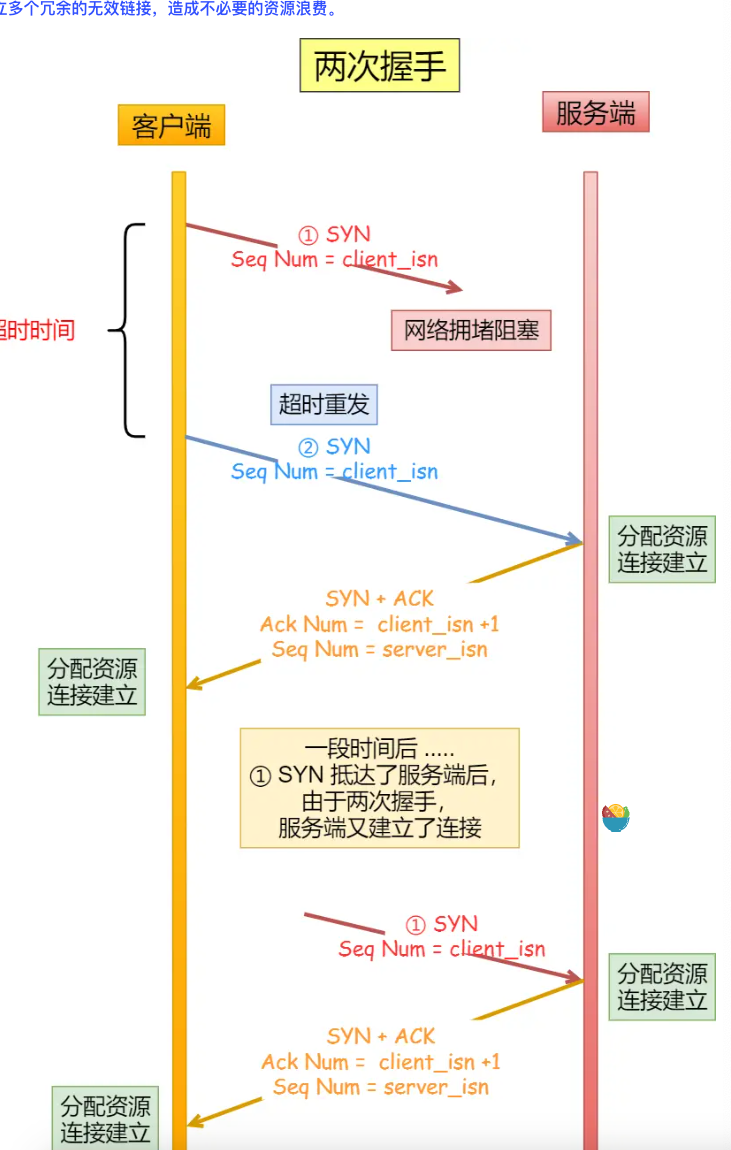 立多个冗余的无效链接，造成不必要的资源浪费。
两次握手
客户端
服务端
① SYN
Seq Num = client_isn
超时时间
网络拥堵阻塞
超时重发
② SYN
Seq Num = client_isn
分配资源
连接建立
SYN + ACK
Ack Num = client_isn +1
Seq Num = server_isn
分配资源
连接建立
一段时间后 .....
① SYN 抵达了服务端后，
由于两次握手，
服务端又建立了连接
① SYN
Seq Num = client_isn
分配资源
连接建立
SYN + ACK
Ack Num = client_isn +1
Seq Num = server_isn
分配资源
连接建立